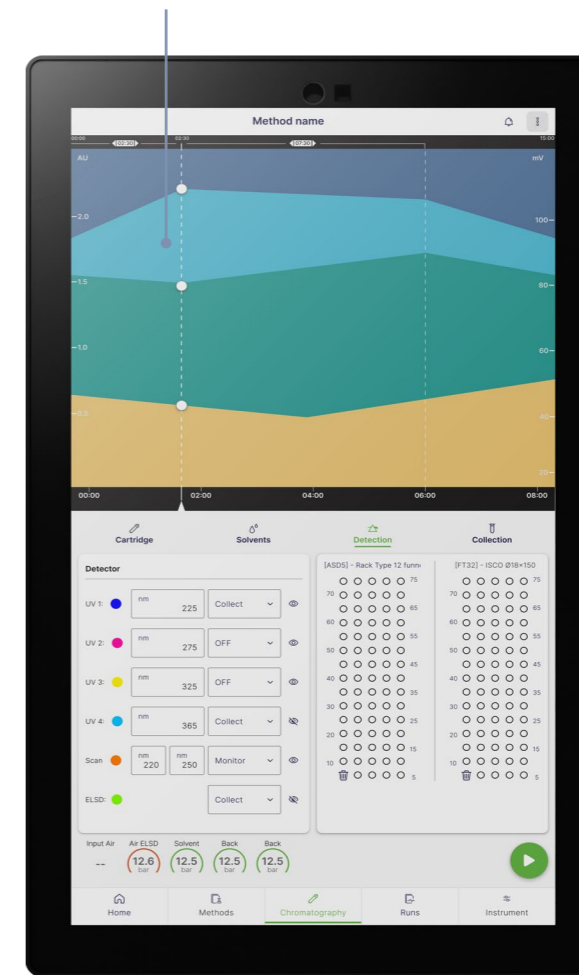 Method name
00:00 02:30 15:00
(02:30) (07:30)
AU mV
2.0 100
1.5 80
1.0 60
0.5 40
20
00:00 02:00 04:00 06:00 08:00
Cartridge Solvents Detection Collection
Detector
UV 1: nm 225 Collect
UV 2: nm 275 OFF
UV 3: nm 325 OFF
UV 4: nm 365 Collect
Scan nm 220 nm 250 Monitor
ELSD: Collect
[ASD5] - Rack Type 12 funne
75
70
65
60
55
50
45
40
35
30
25
20
15
10
5
[FT32] - ISCO Ø18×150
75
70
65
60
55
50
45
40
35
30
25
20
15
10
5
Input Air Air ELSD Solvent Back Back
-- 12.6 12.5 12.5 12.5
bar bar bar bar
Home Methods Chromatography Runs Instrument